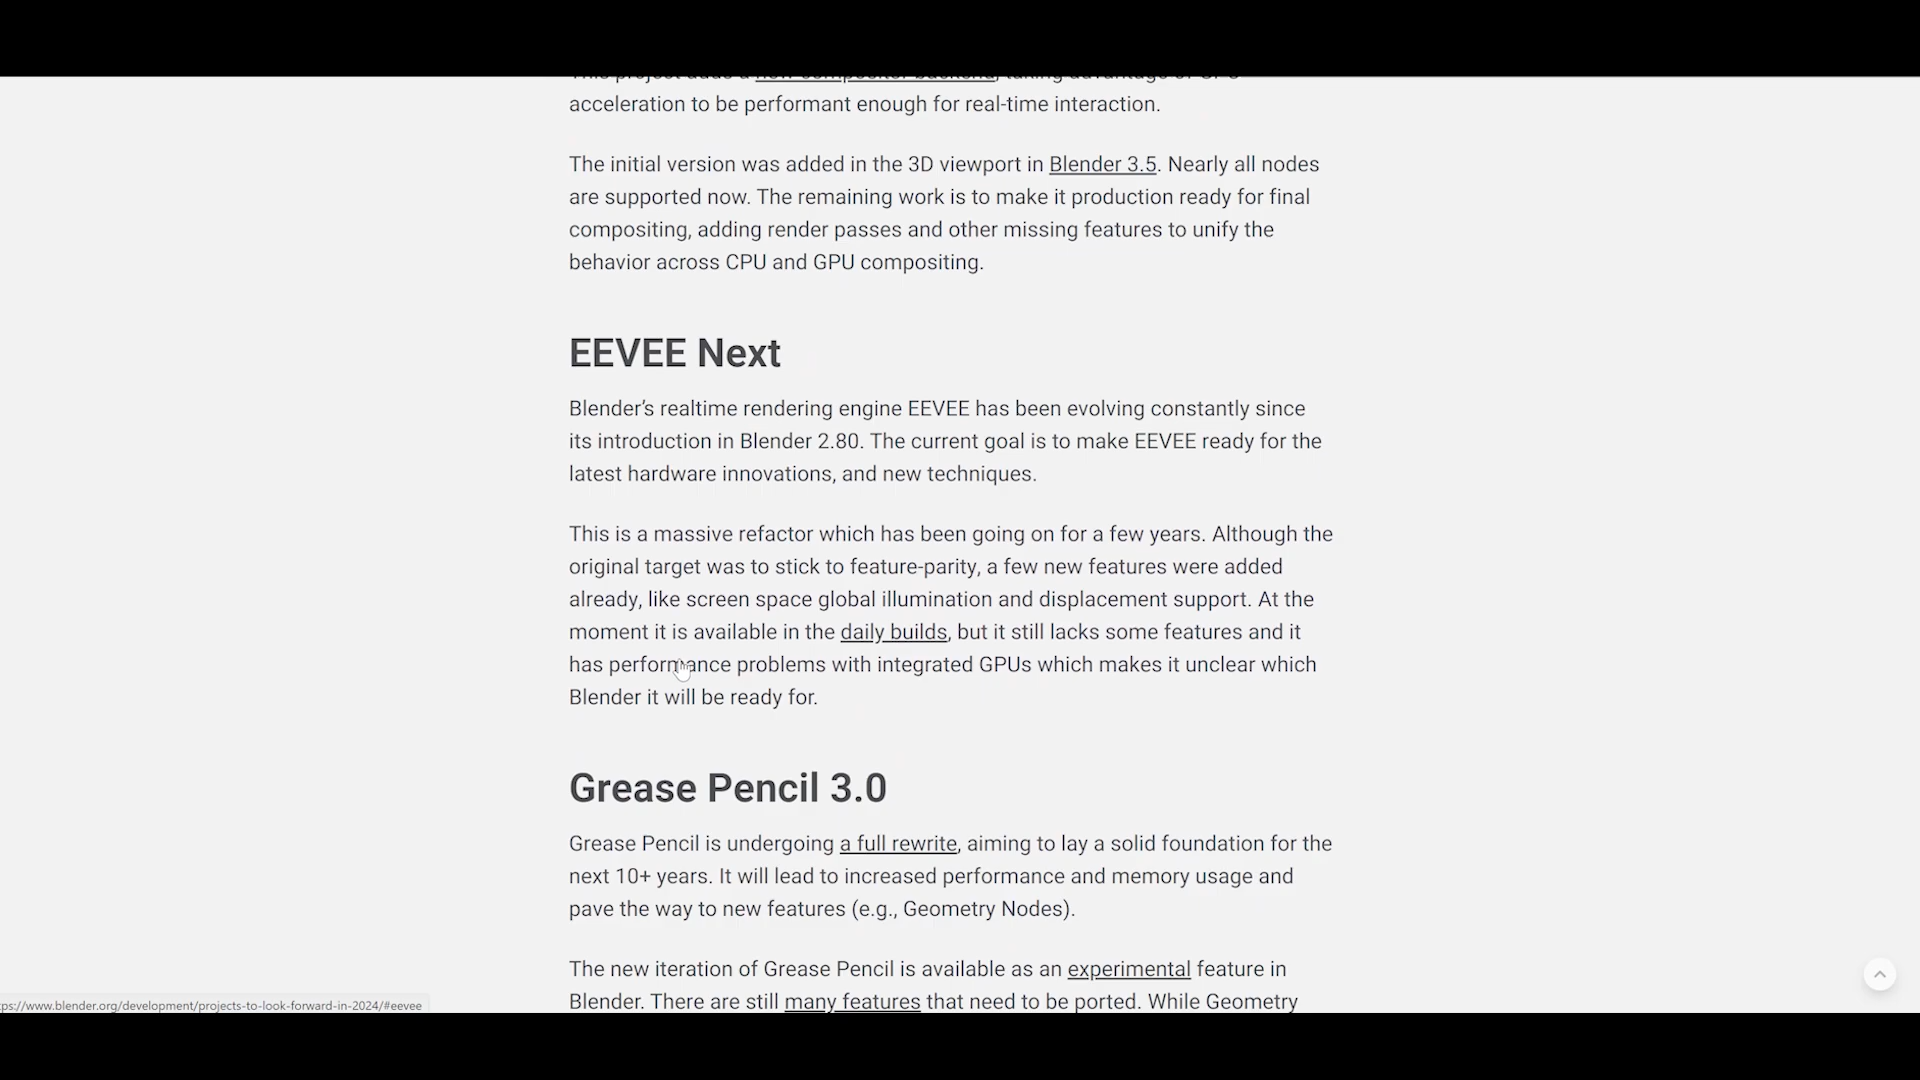 This project adds a new compositor backend, taking advantage of GPU
acceleration to be performant enough for real-time interaction.
The initial version was added in the 3D viewport in Blender 3.5. Nearly all nodes
are supported now. The remaining work is to make it production ready for final
compositing, adding render passes and other missing features to unify the
behavior across CPU and GPU compositing.
EEVEE Next
Blender’s realtime rendering engine EEVEE has been evolving constantly since
its introduction in Blender 2.80. The current goal is to make EEVEE ready for the
latest hardware innovations, and new techniques.
This is a massive refactor which has been going on for a few years. Although the
original target was to stick to feature-parity, a few new features were added
already, like screen space global illumination and displacement support. At the
moment it is available in the daily builds, but it still lacks some features and it
has performance problems with integrated GPUs which makes it unclear which
Blender it will be ready for.
Grease Pencil 3.0
Grease Pencil is undergoing a full rewrite, aiming to lay a solid foundation for the
next 10+ years. It will lead to increased performance and memory usage and
pave the way to new features (e.g., Geometry Nodes).
The new iteration of Grease Pencil is available as an experimental feature in
Blender. There are still many features that need to be ported. While Geometry
ps://www.blender.org/development/projects-to-look-forward-in-2024/#eevee